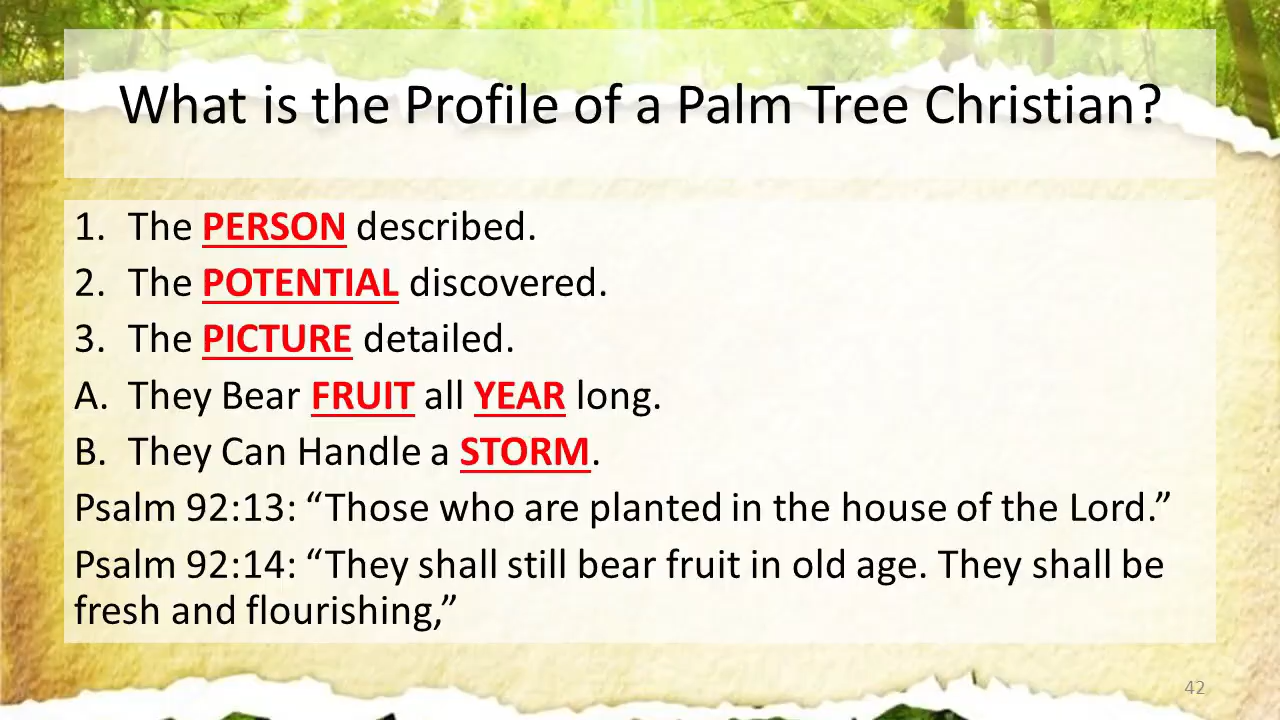 What is the Profile of a Palm Tree Christian?
1. The PERSON described.
2. The POTENTIAL discovered.
3. The PICTURE detailed.
A. They Bear FRUIT all YEAR long.
B. They Can Handle a STORM.
Psalm 92:13: “Those who are planted in the house of the Lord.”
Psalm 92:14: “They shall still bear fruit in old age. They shall be
fresh and flourishing,”
42